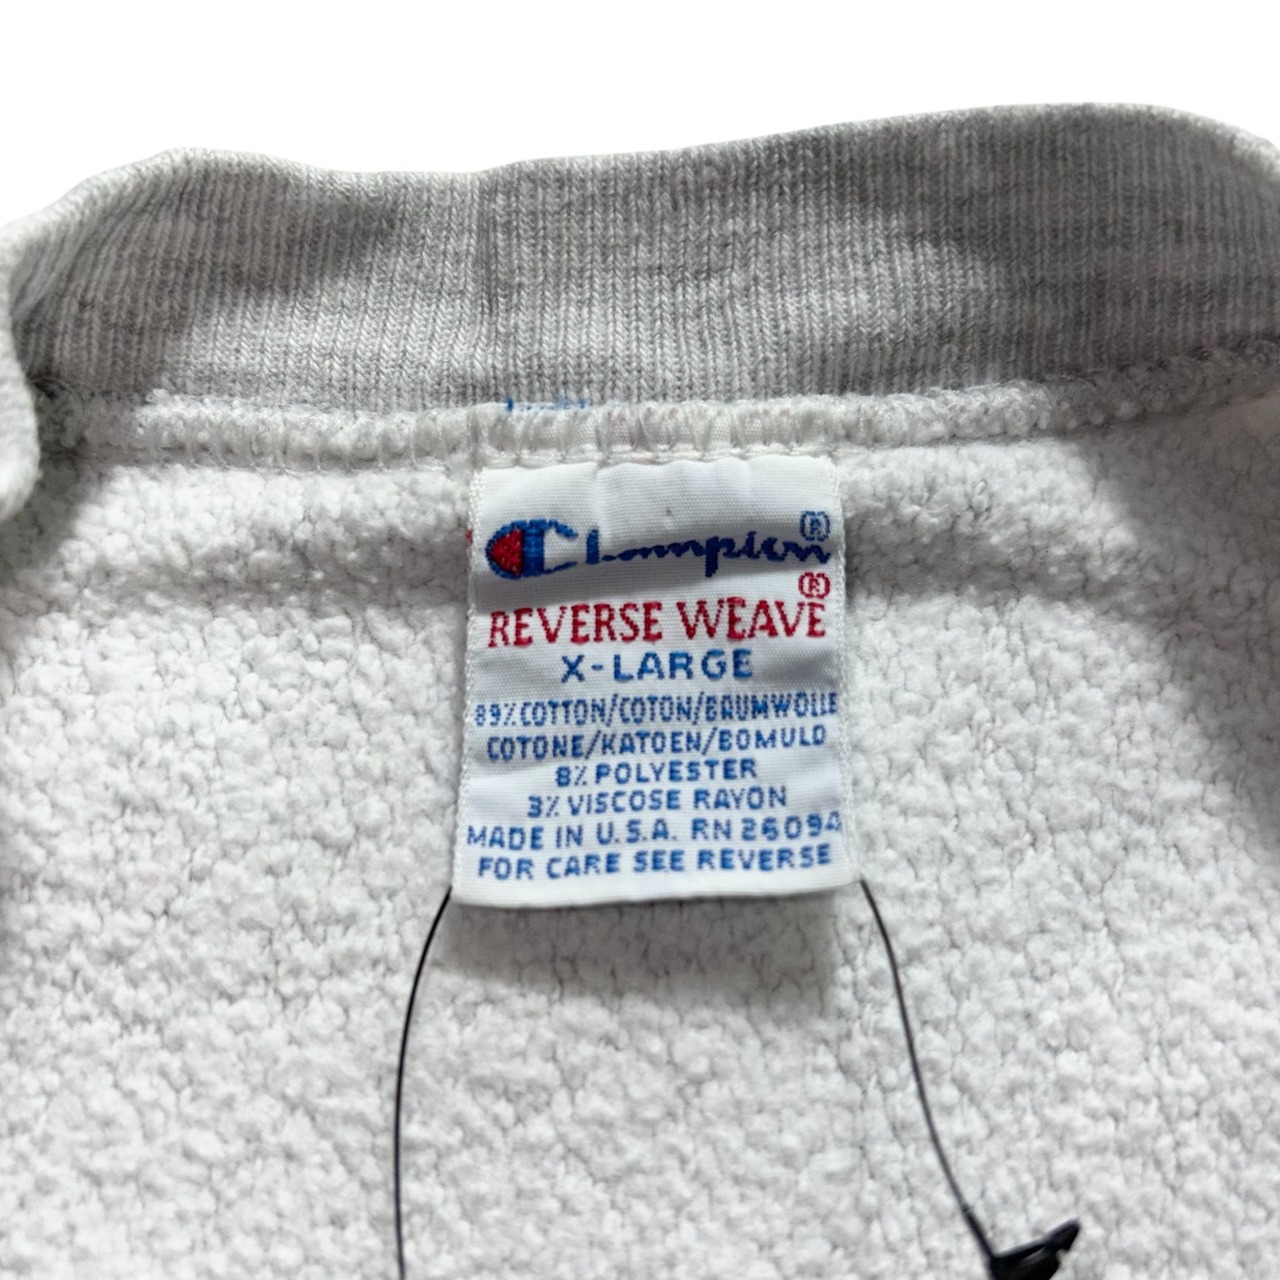 Champion®
REVERSE WEAVE®
X-LARGE
89% COTTON/COTON/BAUMWOLLE
COTONE/KATOEN/BOMULD
8% POLYESTER
3% VISCOSE RAYON
MADE IN U.S.A. RN 26094
FOR CARE SEE REVERSE